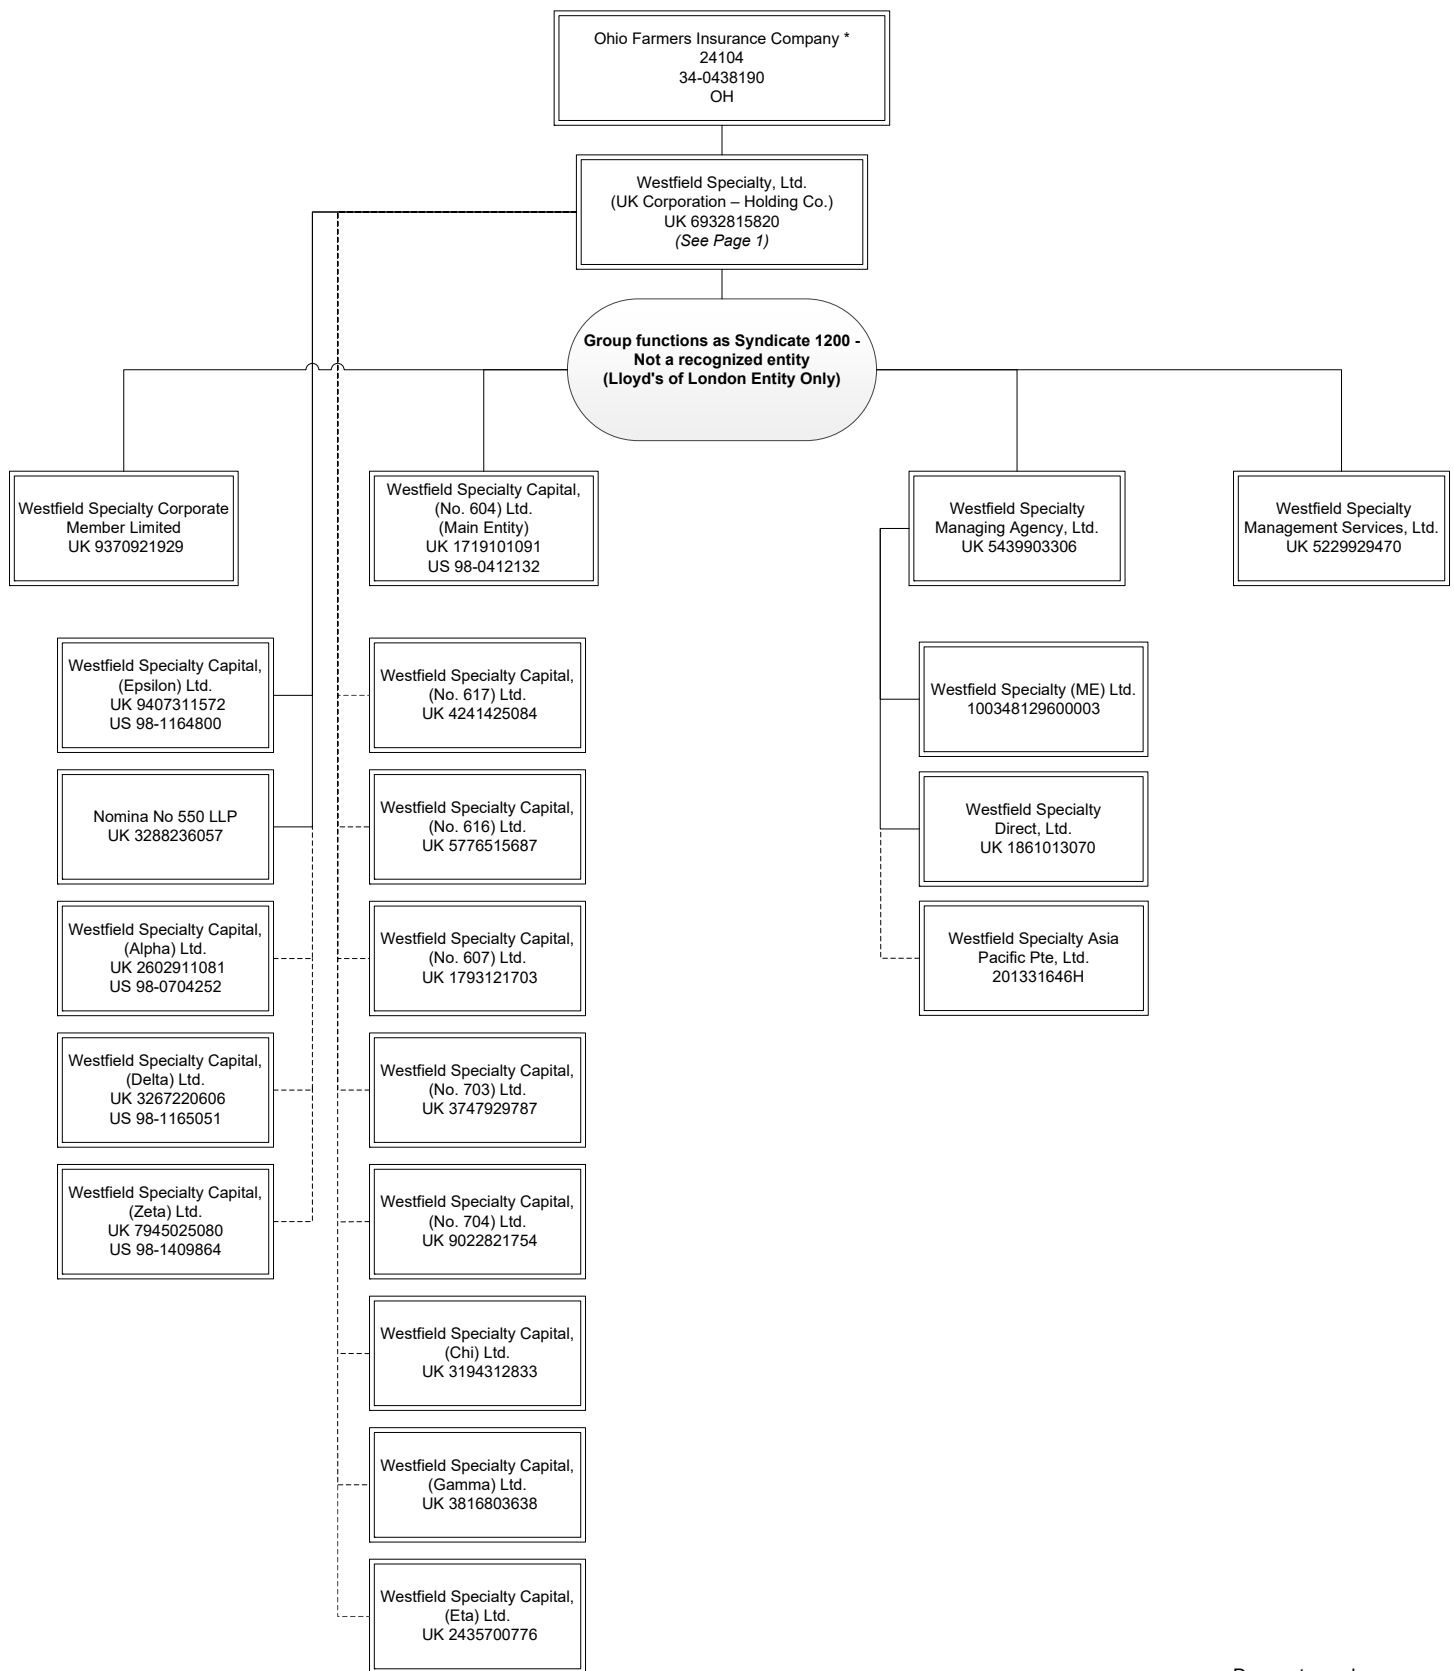 Ohio Farmers Insurance Company *
24104
34-0438190
OH
Westfield Specialty, Ltd.
(UK Corporation – Holding Co.)
UK 6932815820
(See Page 1)
Group functions as Syndicate 1200 -
Not a recognized entity
(Lloyd's of London Entity Only)
Westfield Specialty Corporate
Member Limited
UK 9370921929
Westfield Specialty Capital,
(No. 604) Ltd.
(Main Entity)
UK 1719101091
US 98-0412132
Westfield Specialty
Managing Agency, Ltd.
UK 5439903306
Westfield Specialty
Management Services, Ltd.
UK 5229929470
Westfield Specialty Capital,
(Epsilon) Ltd.
UK 9407311572
US 98-1164800
Nomina No 550 LLP
UK 3288236057
Westfield Specialty Capital,
(Alpha) Ltd.
UK 2602911081
US 98-0704252
Westfield Specialty Capital,
(Delta) Ltd.
UK 3267220606
US 98-1165051
Westfield Specialty Capital,
(Zeta) Ltd.
UK 7945025080
US 98-1409864
Westfield Specialty Capital,
(No. 617) Ltd.
UK 4241425084
Westfield Specialty Capital,
(No. 616) Ltd.
UK 5776515687
Westfield Specialty Capital,
(No. 607) Ltd.
UK 1793121703
Westfield Specialty Capital,
(No. 703) Ltd.
UK 3747929787
Westfield Specialty Capital,
(No. 704) Ltd.
UK 9022821754
Westfield Specialty Capital,
(Chi) Ltd.
UK 3194312833
Westfield Specialty Capital,
(Gamma) Ltd.
UK 3816803638
Westfield Specialty Capital,
(Eta) Ltd.
UK 2435700776
Westfield Specialty (ME) Ltd.
100348129600003
Westfield Specialty
Direct, Ltd.
UK 1861013070
Westfield Specialty Asia
Pacific Pte, Ltd.
201331646H